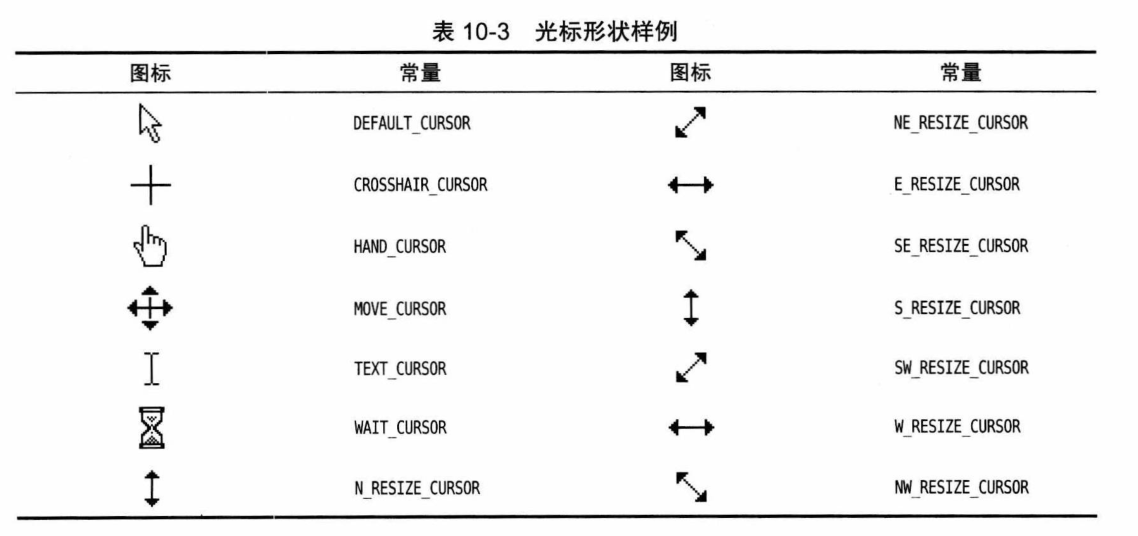 表 10-3 光标形状样例
图标 常量 图标 常量
DEFAULT_CURSOR NE_RESIZE_CURSOR
CROSSHAIR_CURSOR E_RESIZE_CURSOR
HAND_CURSOR SE_RESIZE_CURSOR
MOVE_CURSOR S_RESIZE_CURSOR
TEXT_CURSOR SW_RESIZE_CURSOR
WAIT_CURSOR W_RESIZE_CURSOR
N_RESIZE_CURSOR NW_RESIZE_CURSOR